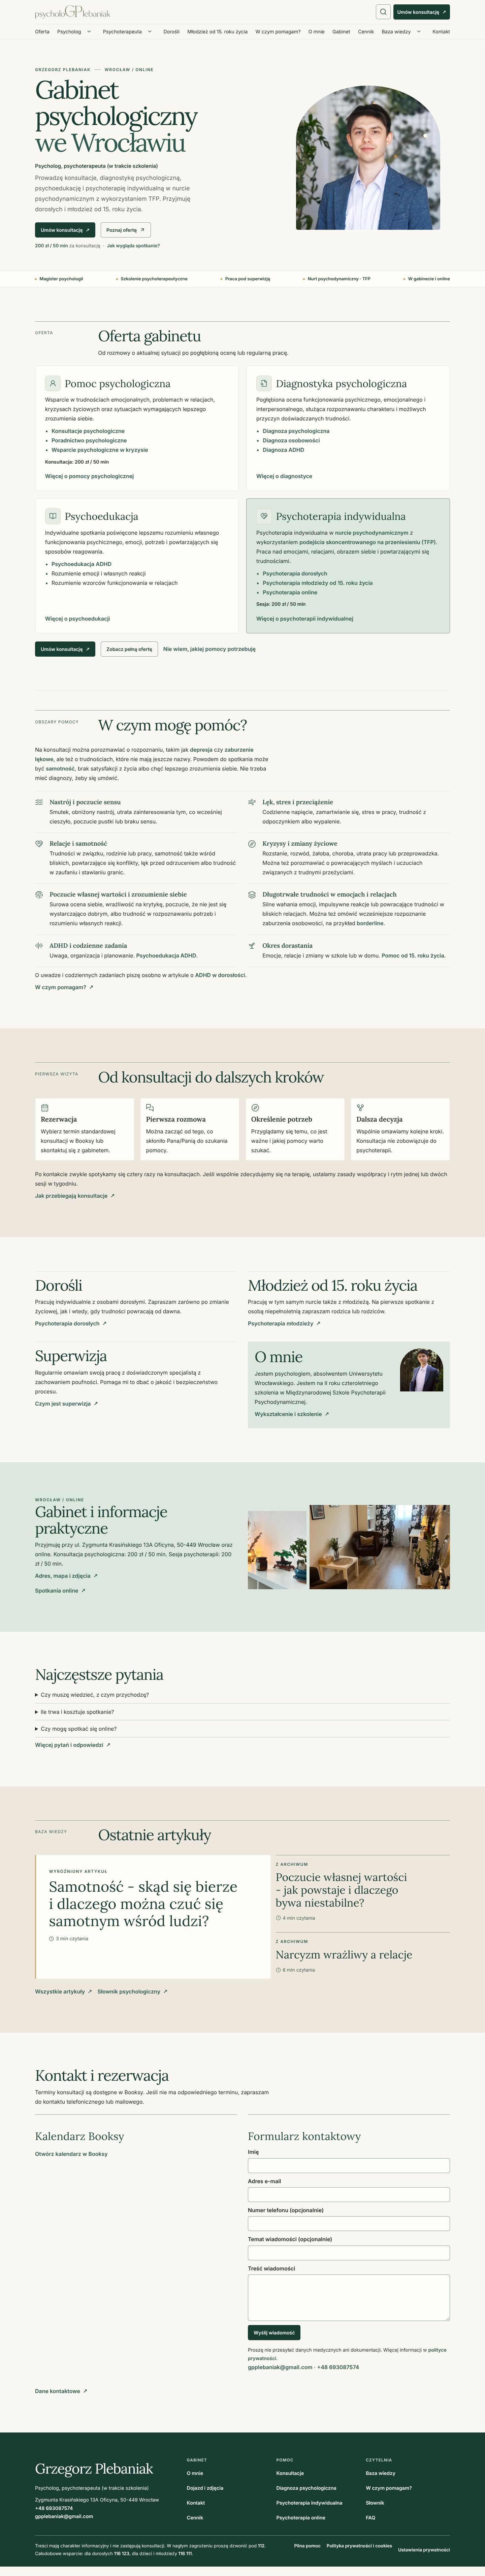 psycholoGPlebaniak
Umów konsultację ↗
Oferta Psycholog Psychoterapeuta Dorośli Młodzież od 15. roku życia W czym pomagam? O mnie Gabinet Cennik Baza wiedzy Kontakt
GRZEGORZ PLEBANIAK — WROCŁAW / ONLINE
Gabinet
psychologiczny
we Wrocławiu
Psycholog, psychoterapeuta (w trakcie szkolenia)
Prowadzę konsultacje, diagnostykę psychologiczną,
psychoedukację i psychoterapię indywidualną w nurcie
psychodynamicznym z wykorzystaniem TFP. Przyjmuję
dorosłych i młodzież od 15. roku życia.
Umów konsultację ↗ Poznaj ofertę ↗
200 zł / 50 min za konsultację · Jak wygląda spotkanie?
Magister psychologii Szkolenie psychoterapeutyczne Praca pod superwizją Nurt psychodynamiczny · TFP W gabinecie i online
OFERTA
Oferta gabinetu
Od rozmowy o aktualnej sytuacji po pogłębioną ocenę lub regularną pracę.
Pomoc psychologiczna
Wsparcie w trudnościach emocjonalnych, problemach w relacjach,
kryzysach życiowych oraz sytuacjach wymagających lepszego
zrozumienia siebie.
• Konsultacje psychologiczne
• Poradnictwo psychologiczne
• Wsparcie psychologiczne w kryzysie
Konsultacja: 200 zł / 50 min
Więcej o pomocy psychologicznej
Diagnostyka psychologiczna
Pogłębiona ocena funkcjonowania psychicznego, emocjonalnego i
interpersonalnego, służąca rozpoznawaniu charakteru i możliwych
przyczyn doświadczanych trudności.
• Diagnoza psychologiczna
• Diagnoza osobowości
• Diagnoza ADHD
Więcej o diagnostyce
Psychoedukacja
Indywidualne spotkania poświęcone lepszemu rozumieniu własnego
funkcjonowania psychicznego, emocji, potrzeb i powtarzających się
sposobów reagowania.
• Psychoedukacja ADHD
• Rozumienie emocji i własnych reakcji
• Rozumienie wzorców funkcjonowania w relacjach
Więcej o psychoedukacji
Psychoterapia indywidualna
Psychoterapia indywidualna w nurcie psychodynamicznym z
wykorzystaniem podejścia skoncentrowanego na przeniesieniu (TFP).
Praca nad emocjami, relacjami, obrazem siebie i powtarzającymi się
trudnościami.
• Psychoterapia dorosłych
• Psychoterapia młodzieży od 15. roku życia
• Psychoterapia online
Sesja: 200 zł / 50 min
Więcej o psychoterapii indywidualnej
Umów konsultację ↗ Zobacz pełną ofertę Nie wiem, jakiej pomocy potrzebuję
OBSZARY POMOCY
W czym mogę pomóc?
Na konsultacji można porozmawiać o rozpoznaniu, takim jak depresja czy zaburzenie
lękowe, ale też o trudnościach, które nie mają jeszcze nazwy. Powodem do spotkania może
być samotność, brak satysfakcji z życia albo chęć lepszego zrozumienia siebie. Nie trzeba
mieć diagnozy, żeby się umówić.
Nastrój i poczucie sensu
Smutek, obniżony nastrój, utrata zainteresowania tym, co wcześniej
cieszyło, poczucie pustki lub braku sensu.
Lęk, stres i przeciążenie
Codzienne napięcie, zamartwianie się, stres w pracy, trudność z
odpoczynkiem albo wypalenie.
Relacje i samotność
Trudności w związku, rodzinie lub pracy, samotność także wśród
bliskich, powtarzające się konflikty, lęk przed odrzuceniem albo trudność
w zaufaniu i stawianiu granic.
Kryzysy i zmiany życiowe
Rozstanie, rozwód, żałoba, choroba, utrata pracy lub przeprowadzka.
Można też porozmawiać o powracających myślach i uczuciach
związanych z trudnymi przeżyciami.
Poczucie własnej wartości i zrozumienie siebie
Surowa ocena siebie, wrażliwość na krytykę, poczucie, że nie jest się
wystarczająco dobrym, albo trudność w rozpoznawaniu potrzeb i
rozumieniu własnych reakcji.
Długotrwałe trudności w emocjach i relacjach
Silne wahania emocji, impulsywne reakcje lub powracające trudności w
bliskich relacjach. Można też omówić wcześniejsze rozpoznanie
zaburzenia osobowości, na przykład borderline.
ADHD i codzienne zadania
Uwaga, organizacja i planowanie. Psychoedukacja ADHD.
Okres dorastania
Emocje, relacje i zmiany w szkole lub w domu. Pomoc od 15. roku życia.
O uwadze i codziennych zadaniach piszę osobno w artykule o ADHD w dorosłości.
W czym pomagam? ↗
PIERWSZA WIZYTA
Od konsultacji do dalszych kroków
Rezerwacja
Wybierz termin standardowej
konsultacji w Booksy lub
skontaktuj się z gabinetem.
Pierwsza rozmowa
Można zacząć od tego, co
skłoniło Pana/Panią do szukania
pomocy.
Określenie potrzeb
Przyglądamy się temu, co jest
ważne i jakiej pomocy warto
szukać.
Dalsza decyzja
Wspólnie omawiamy kolejne kroki.
Konsultacja nie zobowiązuje do
psychoterapii.
Po kontakcie zwykle spotykamy się cztery razy na konsultacjach. Jeśli wspólnie zdecydujemy się na terapię, ustalamy zasady współpracy i rytm jednej lub dwóch
sesji w tygodniu.
Jak przebiegają konsultacje ↗
Dorośli
Pracuję indywidualnie z osobami dorosłymi. Zapraszam zarówno po zmianie
życiowej, jak i wtedy, gdy trudności powracają od dawna.
Psychoterapia dorosłych ↗
Młodzież od 15. roku życia
Pracuję w tym samym nurcie także z młodzieżą. Na pierwsze spotkanie z
osobą niepełnoletnią zapraszam rodzica lub rodziców.
Psychoterapia młodzieży ↗
Superwizja
Regularnie omawiam swoją pracę z doświadczonym specjalistą z
zachowaniem poufności. Pomaga mi to dbać o jakość i bezpieczeństwo
procesu.
Czym jest superwizja ↗
O mnie
Jestem psychologiem, absolwentem Uniwersytetu
Wrocławskiego. Jestem na II roku czteroletniego
szkolenia w Międzynarodowej Szkole Psychoterapii
Psychodynamicznej.
Wykształcenie i szkolenie ↗
WROCŁAW / ONLINE
Gabinet i informacje
praktyczne
Przyjmuję przy ul. Zygmunta Krasińskiego 13A Oficyna, 50-449 Wrocław oraz
online. Konsultacja psychologiczna: 200 zł / 50 min. Sesja psychoterapii: 200
zł / 50 min.
Adres, mapa i zdjęcia ↗
Spotkania online ↗
Najczęstsze pytania
Czy muszę wiedzieć, z czym przychodzę?
Ile trwa i kosztuje spotkanie?
Czy mogę spotkać się online?
Więcej pytań i odpowiedzi ↗
BAZA WIEDZY
Ostatnie artykuły
WYRÓŻNIONY ARTYKUŁ
Samotność - skąd się bierze
i dlaczego można czuć się
samotnym wśród ludzi?
3 min czytania
Z ARCHIWUM
Poczucie własnej wartości
- jak powstaje i dlaczego
bywa niestabilne?
4 min czytania
Z ARCHIWUM
Narcyzm wrażliwy a relacje
6 min czytania
Wszystkie artykuły ↗ Słownik psychologiczny ↗
Kontakt i rezerwacja
Terminy konsultacji są dostępne w Booksy. Jeśli nie ma odpowiedniego terminu, zapraszam
do kontaktu telefonicznego lub mailowego.
Kalendarz Booksy
Otwórz kalendarz w Booksy
Formularz kontaktowy
Imię
Adres e-mail
Numer telefonu (opcjonalnie)
Temat wiadomości (opcjonalnie)
Treść wiadomości
Wyślij wiadomość
Proszę nie przesyłać danych medycznych ani dokumentacji. Więcej informacji w polityce
prywatności.
gpplebaniak@gmail.com · +48 693087574
Dane kontaktowe ↗
Grzegorz Plebaniak
Psycholog, psychoterapeuta (w trakcie szkolenia)
Zygmunta Krasińskiego 13A Oficyna, 50-449 Wrocław
+48 693087574
gpplebaniak@gmail.com
GABINET
O mnie
Dojazd i zdjęcia
Kontakt
Cennik
POMOC
Konsultacje
Diagnoza psychologiczna
Psychoterapia indywidualna
Psychoterapia online
CZYTELNIA
Baza wiedzy
W czym pomagam?
Słownik
FAQ
Treści mają charakter informacyjny i nie zastępują konsultacji. W nagłym zagrożeniu proszę dzwonić pod 112.
Całodobowe wsparcie: dla dorosłych 116 123, dla dzieci i młodzieży 116 111.
Pilna pomoc Polityka prywatności i cookies Ustawienia prywatności